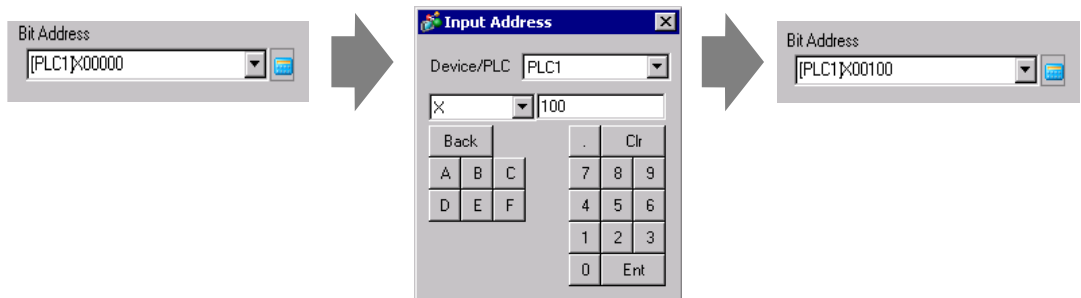 Bit Address
[PLC1]X00000
Input Address
Device/PLC PLC1
X 100
Back . Clr
A B C 7 8 9
D E F 4 5 6
1 2 3
0 Ent
Bit Address
[PLC1]X00100